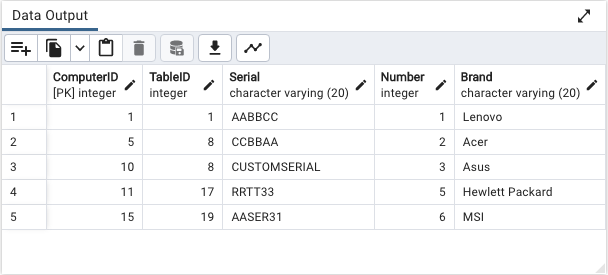 Data Output
ComputerID TableID Serial Number Brand
[PK] integer integer character varying (20) integer character varying (20)
1 1 1 AABBCC 1 Lenovo
2 5 8 CCBBAA 2 Acer
3 10 8 CUSTOMSERIAL 3 Asus
4 11 17 RRTT33 5 Hewlett Packard
5 15 19 AASER31 6 MSI